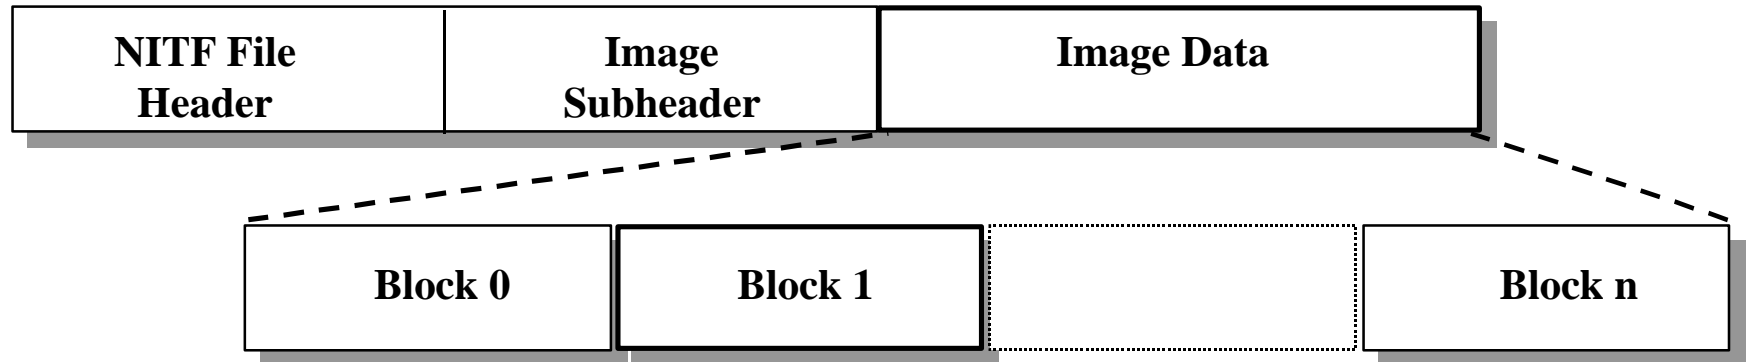 NITF File
Header
Image
Subheader
Image Data
Block 0
Block 1
Block n